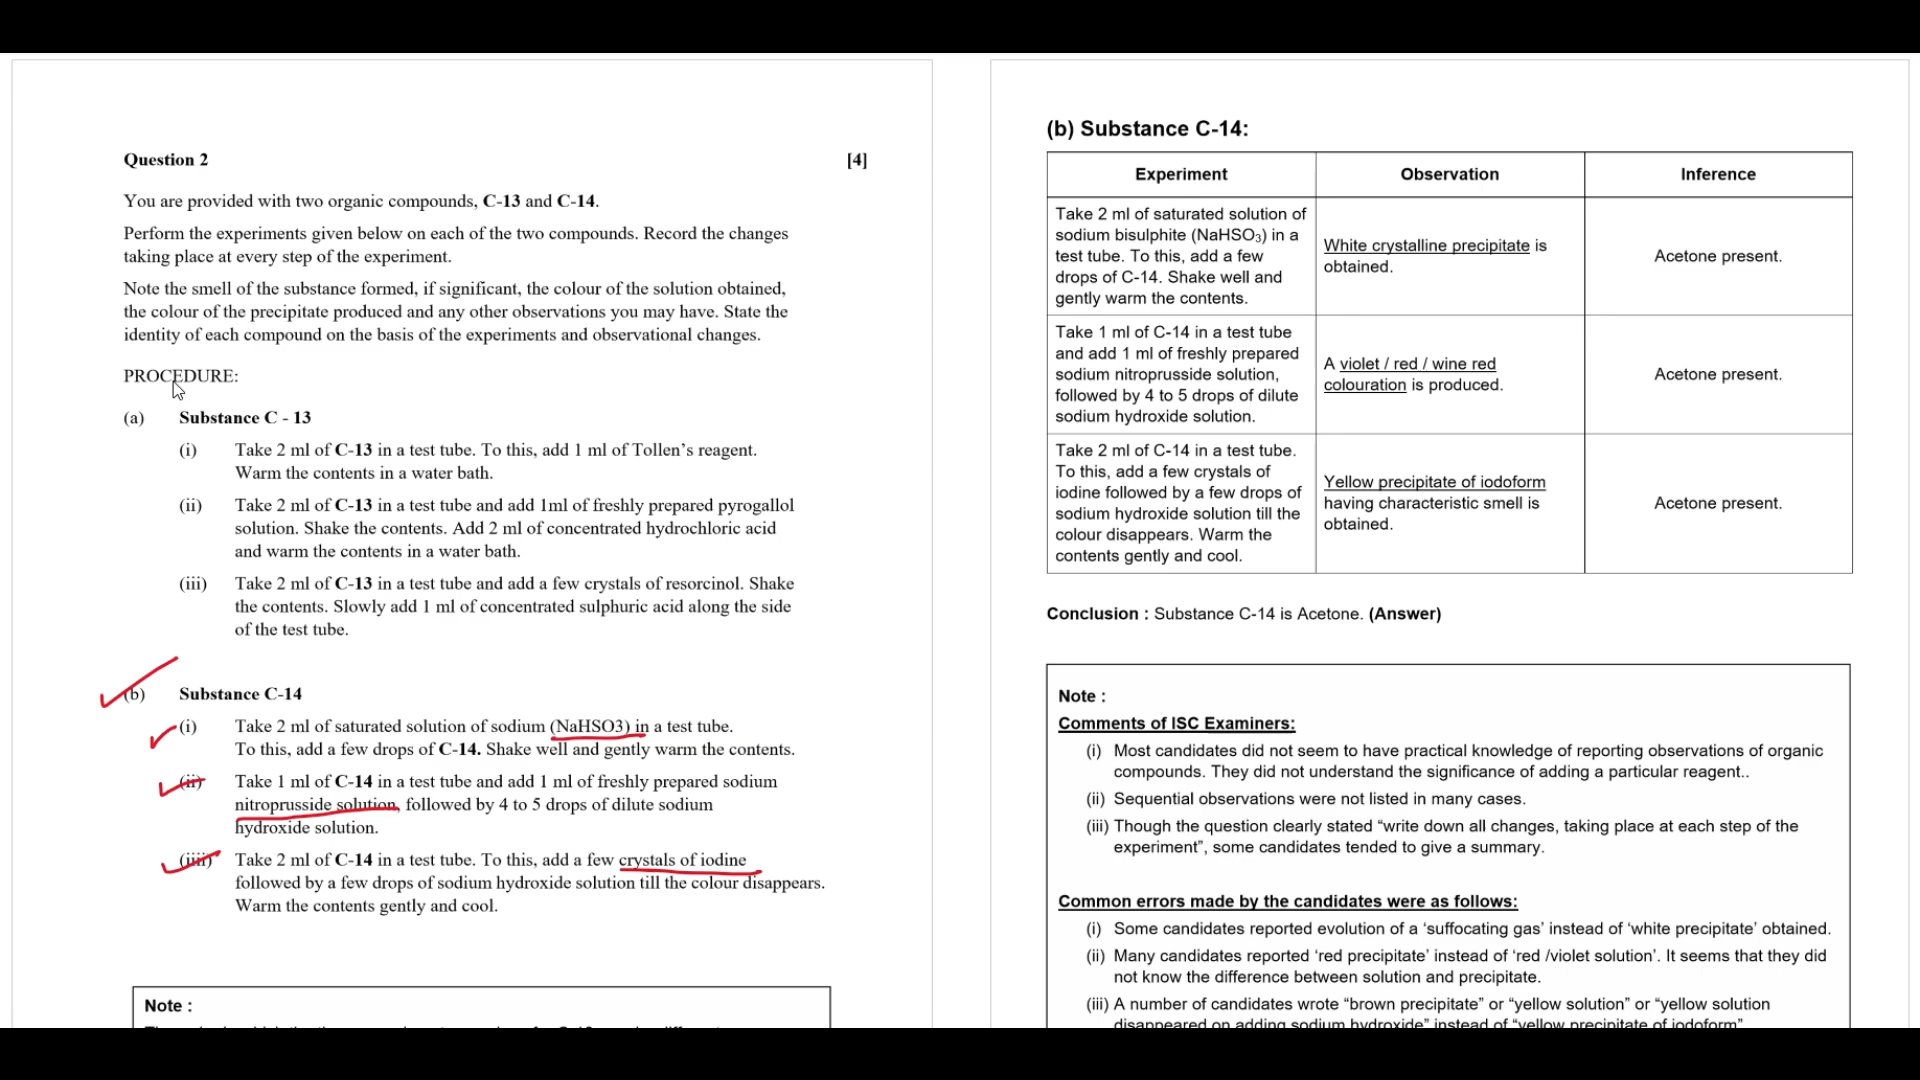 Question 2 [4]
You are provided with two organic compounds, C-13 and C-14.
Perform the experiments given below on each of the two compounds. Record the changes
taking place at every step of the experiment.
Note the smell of the substance formed, if significant, the colour of the solution obtained,
the colour of the precipitate produced and any other observations you may have. State the
identity of each compound on the basis of the experiments and observational changes.
PROCEDURE:
(a) Substance C - 13
(i) Take 2 ml of C-13 in a test tube. To this, add 1 ml of Tollen’s reagent.
Warm the contents in a water bath.
(ii) Take 2 ml of C-13 in a test tube and add 1ml of freshly prepared pyrogallol
solution. Shake the contents. Add 2 ml of concentrated hydrochloric acid
and warm the contents in a water bath.
(iii) Take 2 ml of C-13 in a test tube and add a few crystals of resorcinol. Shake
the contents. Slowly add 1 ml of concentrated sulphuric acid along the side
of the test tube.
(b) Substance C-14
(i) Take 2 ml of saturated solution of sodium (NaHSO3) in a test tube.
To this, add a few drops of C-14. Shake well and gently warm the contents.
(ii) Take 1 ml of C-14 in a test tube and add 1 ml of freshly prepared sodium
nitroprusside solution, followed by 4 to 5 drops of dilute sodium
hydroxide solution.
(iii) Take 2 ml of C-14 in a test tube. To this, add a few crystals of iodine
followed by a few drops of sodium hydroxide solution till the colour disappears.
Warm the contents gently and cool.
Note :
(b) Substance C-14:
Experiment Observation Inference
Take 2 ml of saturated solution of
sodium bisulphite (NaHSO₃) in a
test tube. To this, add a few
drops of C-14. Shake well and
gently warm the contents.
White crystalline precipitate is
obtained.
Acetone present.
Take 1 ml of C-14 in a test tube
and add 1 ml of freshly prepared
sodium nitroprusside solution,
followed by 4 to 5 drops of dilute
sodium hydroxide solution.
A violet / red / wine red
colouration is produced.
Acetone present.
Take 2 ml of C-14 in a test tube.
To this, add a few crystals of
iodine followed by a few drops of
sodium hydroxide solution till the
colour disappears. Warm the
contents gently and cool.
Yellow precipitate of iodoform
having characteristic smell is
obtained.
Acetone present.
Conclusion : Substance C-14 is Acetone. (Answer)
Note :
Comments of ISC Examiners:
(i) Most candidates did not seem to have practical knowledge of reporting observations of organic
compounds. They did not understand the significance of adding a particular reagent..
(ii) Sequential observations were not listed in many cases.
(iii) Though the question clearly stated “write down all changes, taking place at each step of the
experiment”, some candidates tended to give a summary.
Common errors made by the candidates were as follows:
(i) Some candidates reported evolution of a ‘suffocating gas’ instead of ‘white precipitate’ obtained.
(ii) Many candidates reported ‘red precipitate’ instead of ‘red /violet solution’. It seems that they did
not know the difference between solution and precipitate.
(iii) A number of candidates wrote “brown precipitate” or “yellow solution” or “yellow solution
disappeared on adding sodium hydroxide” instead of “yellow precipitate of iodoform”